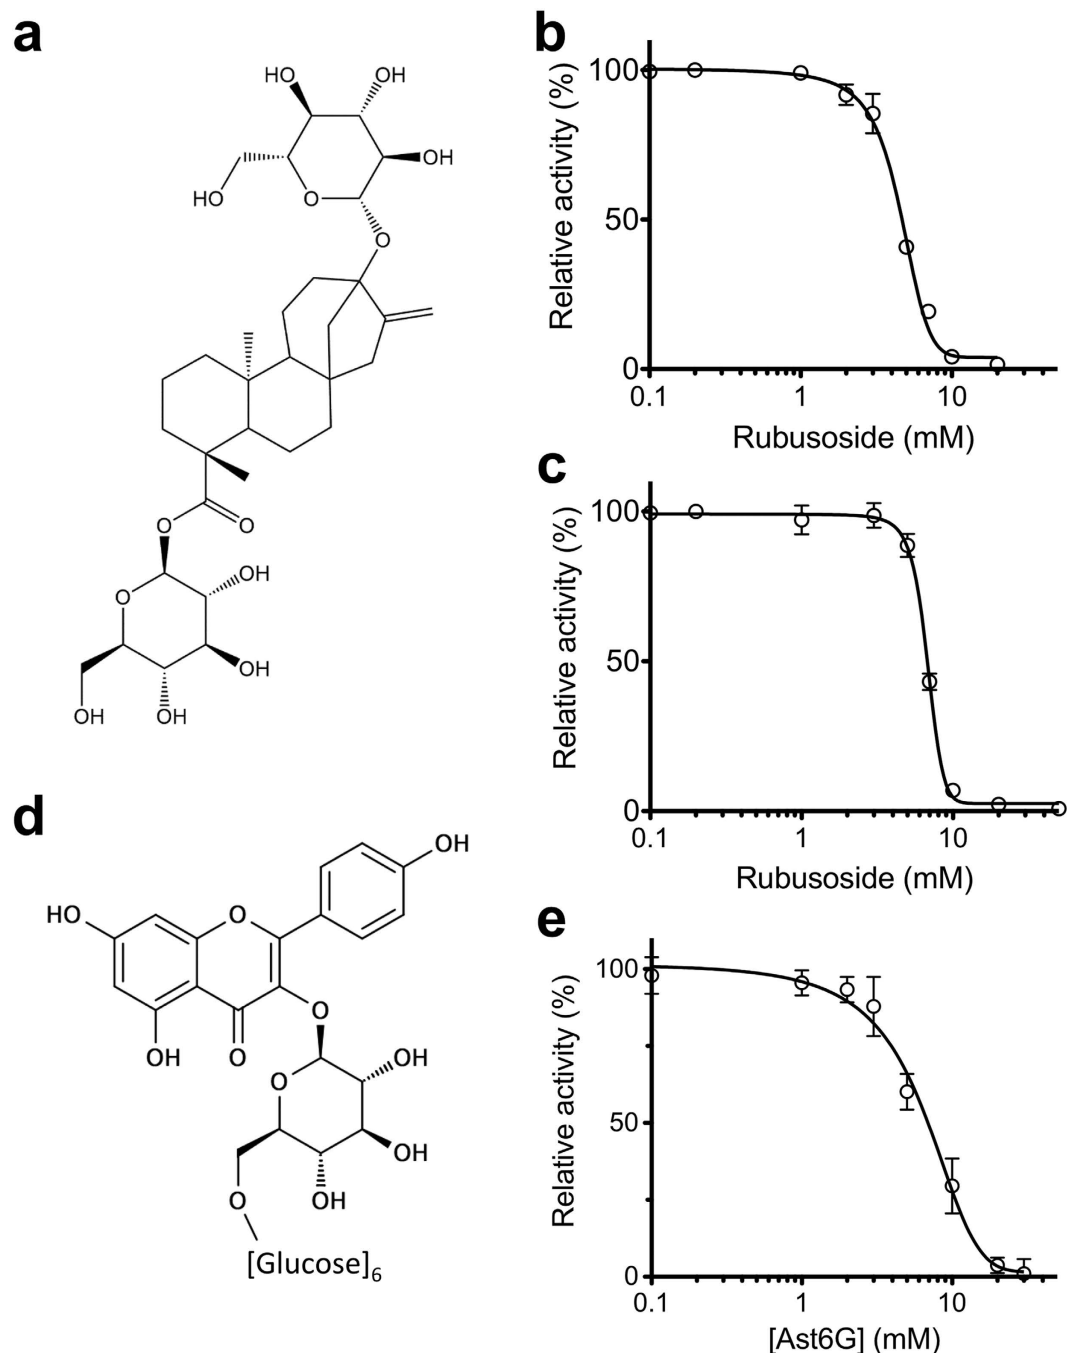 a
HO
OH
OH
HO
O
O
O
O
O
OH
OH
OH
OH
b
Relative activity (%)
100
50
0
0.1
1
10
Rubusoside (mM)
c
Relative activity (%)
100
50
0
0.1
1
10
Rubusoside (mM)
d
OH
HO
O
O
OH
O
O
OH
OH
OH
O
[Glucose]6
e
Relative activity (%)
100
50
0
0.1
1
10
[Ast6G] (mM)